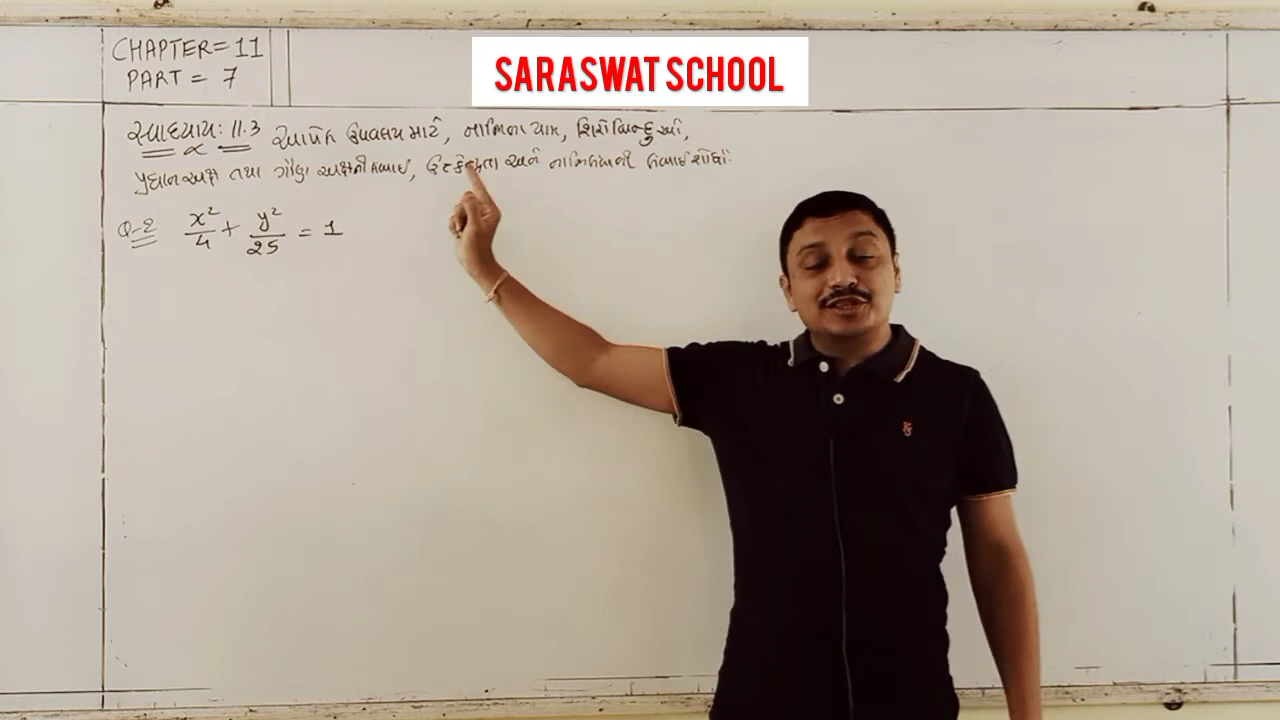 SARASWAT SCHOOL
CHAPTER = 11
PART = 7
સ્વાધ્યાય: 11.3 આપેલ ઉપવલય માટે, નાભિના યામ, શિરોબિન્દુઓ,
પ્રધાન અક્ષ તથા ગૌણ અક્ષની લંબાઈ, ઉત્કેન્દ્રતા અને નાભિલંબની લંબાઈ શોધો.
Q-2 x²/4 + y²/25 = 1